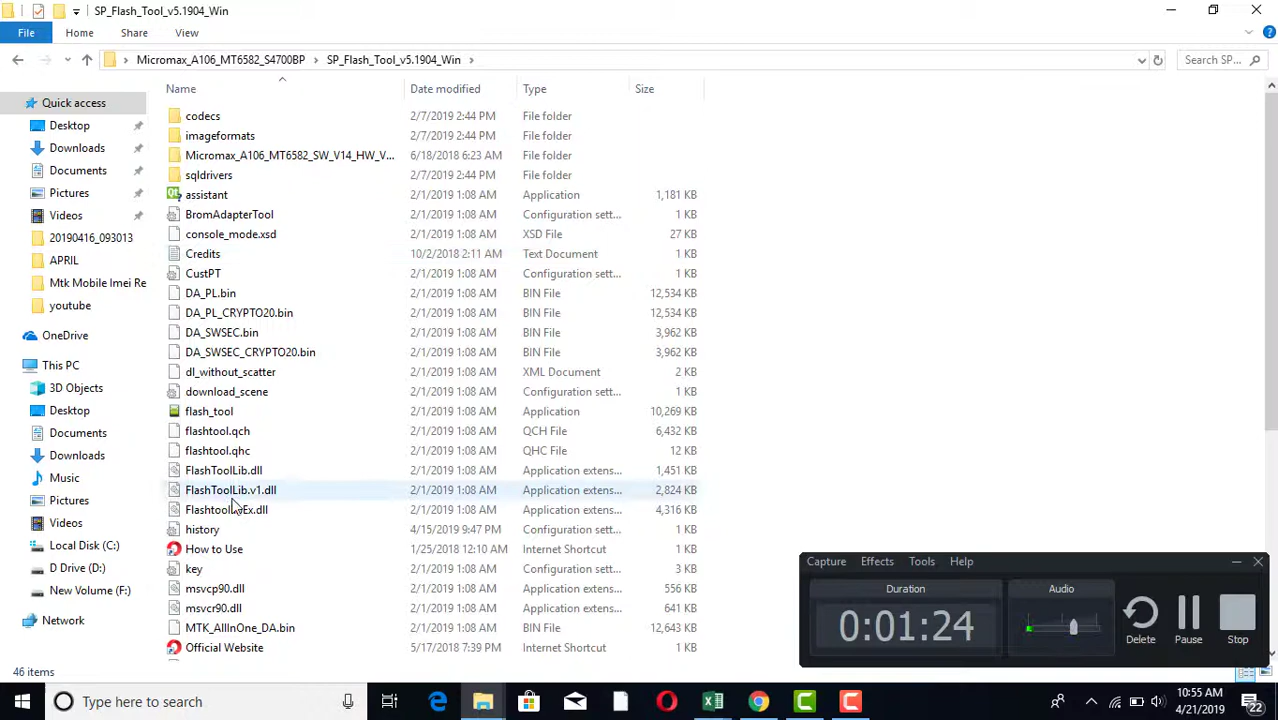 SP_Flash_Tool_v5.1904_Win
File Home Share View
Micromax_A106_MT6582_S4700BP SP_Flash_Tool_v5.1904_Win Search SP...
Name Date modified Type Size
Quick access
Desktop
Downloads
Documents
Pictures
Videos
20190416_093013
APRIL
Mtk Mobile Imei Re
youtube
OneDrive
This PC
3D Objects
Desktop
Documents
Downloads
Music
Pictures
Videos
Local Disk (C:)
D Drive (D:)
New Volume (F:)
Network
codecs 2/7/2019 2:44 PM File folder
imageformats 2/7/2019 2:44 PM File folder
Micromax_A106_MT6582_SW_V14_HW_V... 6/18/2018 6:23 AM File folder
sqldrivers 2/7/2019 2:44 PM File folder
assistant 2/1/2019 1:08 AM Application 1,181 KB
BromAdapterTool 2/1/2019 1:08 AM Configuration sett... 1 KB
console_mode.xsd 2/1/2019 1:08 AM XSD File 27 KB
Credits 10/2/2018 2:11 AM Text Document 1 KB
CustPT 2/1/2019 1:08 AM Configuration sett... 1 KB
DA_PL.bin 2/1/2019 1:08 AM BIN File 12,534 KB
DA_PL_CRYPTO20.bin 2/1/2019 1:08 AM BIN File 12,534 KB
DA_SWSEC.bin 2/1/2019 1:08 AM BIN File 3,962 KB
DA_SWSEC_CRYPTO20.bin 2/1/2019 1:08 AM BIN File 3,962 KB
dl_without_scatter 2/1/2019 1:08 AM XML Document 2 KB
download_scene 2/1/2019 1:08 AM Configuration sett... 1 KB
flash_tool 2/1/2019 1:08 AM Application 10,269 KB
flashtool.qch 2/1/2019 1:08 AM QCH File 6,432 KB
flashtool.qhc 2/1/2019 1:08 AM QHC File 12 KB
FlashToolLib.dll 2/1/2019 1:08 AM Application extens... 1,451 KB
FlashToolLib.v1.dll 2/1/2019 1:08 AM Application extens... 2,824 KB
2/1/2019 1:08 AM Application extens... 4,316 KB
history 4/15/2019 9:47 PM Configuration sett... 1 KB
How to Use 1/25/2018 12:10 AM Internet Shortcut 1 KB
key 2/1/2019 1:08 AM Configuration sett... 3 KB
msvcp90.dll 2/1/2019 1:08 AM Application extens... 556 KB
msvcr90.dll 2/1/2019 1:08 AM Application extens... 641 KB
MTK_AllInOne_DA.bin 2/1/2019 1:08 AM BIN File 12,643 KB
Official Website 5/17/2018 7:39 PM Internet Shortcut 1 KB
46 items
Capture Effects Tools Help
Duration Audio
0:01:24
Delete Pause Stop
Type here to search
10:55 AM
4/21/2019
22